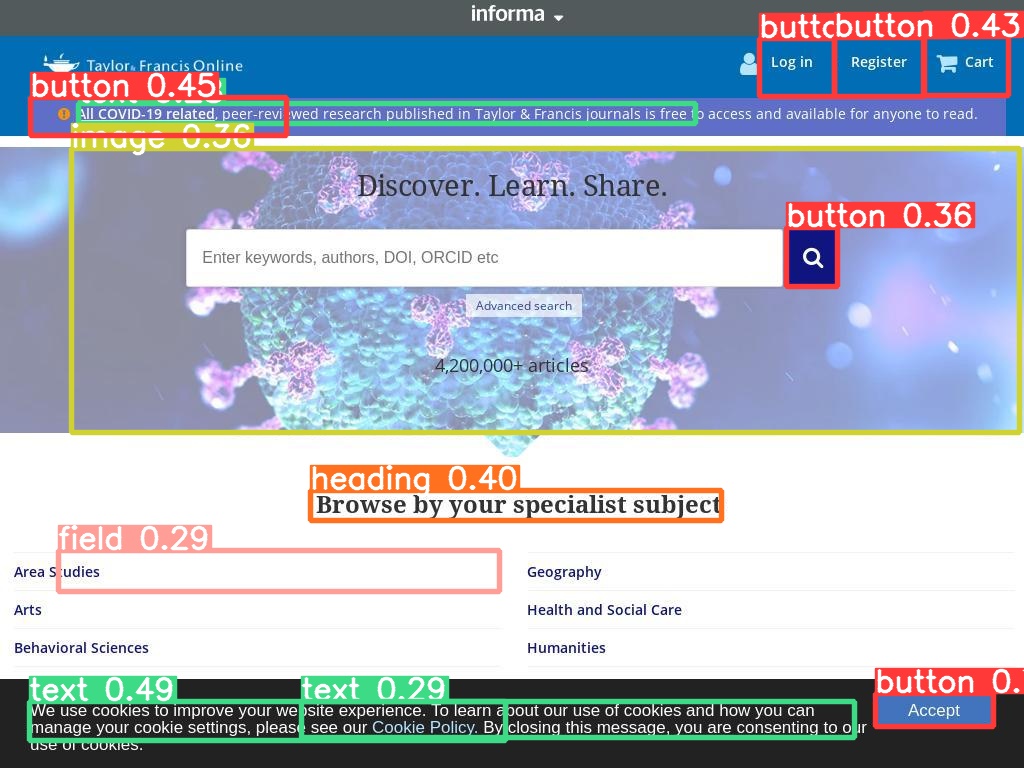 informa
buttc
button 0.43
Taylor & Francis Online
Log in
Register
Cart
button 0.45
All COVID-19 related, peer-reviewed research published in Taylor & Francis journals is free to access and available for anyone to read.
image 0.36
Discover. Learn. Share.
button 0.36
Enter keywords, authors, DOI, ORCID etc
Advanced search
4,200,000+ articles
heading 0.40
Browse by your specialist subject
field 0.29
Area Studies
Geography
Arts
Health and Social Care
Behavioral Sciences
Humanities
text 0.49
text 0.29
button 0.
We use cookies to improve your website experience. To learn about our use of cookies and how you can
manage your cookie settings, please see our Cookie Policy. By closing this message, you are consenting to our
use of cookies.
Accept